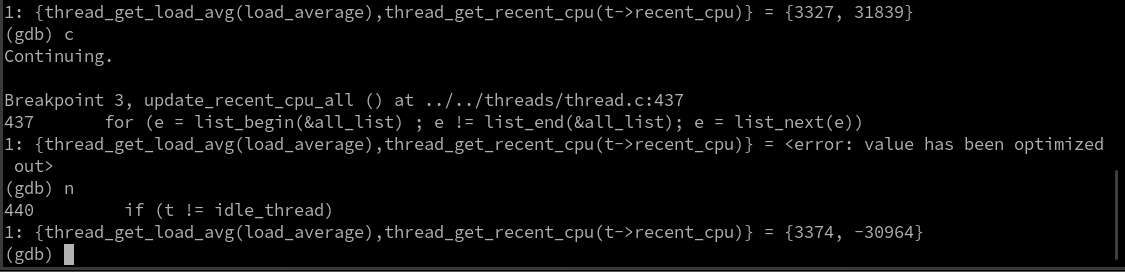 1: {thread_get_load_avg(load_average),thread_get_recent_cpu(t->recent_cpu)} = {3327, 31839}
(gdb) c
Continuing.
Breakpoint 3, update_recent_cpu_all () at ../../threads/thread.c:437
437       for (e = list_begin(&all_list) ; e != list_end(&all_list); e = list_next(e))
1: {thread_get_load_avg(load_average),thread_get_recent_cpu(t->recent_cpu)} = <error: value has been optimized
 out>
(gdb) n
440         if (t != idle_thread)
1: {thread_get_load_avg(load_average),thread_get_recent_cpu(t->recent_cpu)} = {3374, -30964}
(gdb)